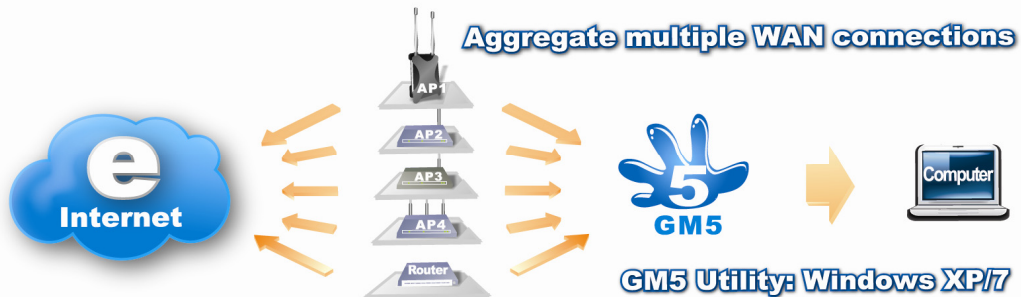 Aggregate multiple WAN connections
AP1
AP2
AP3
AP4
Router
e
Internet
5
GM5
Computer
GM5 Utility: Windows XP/7